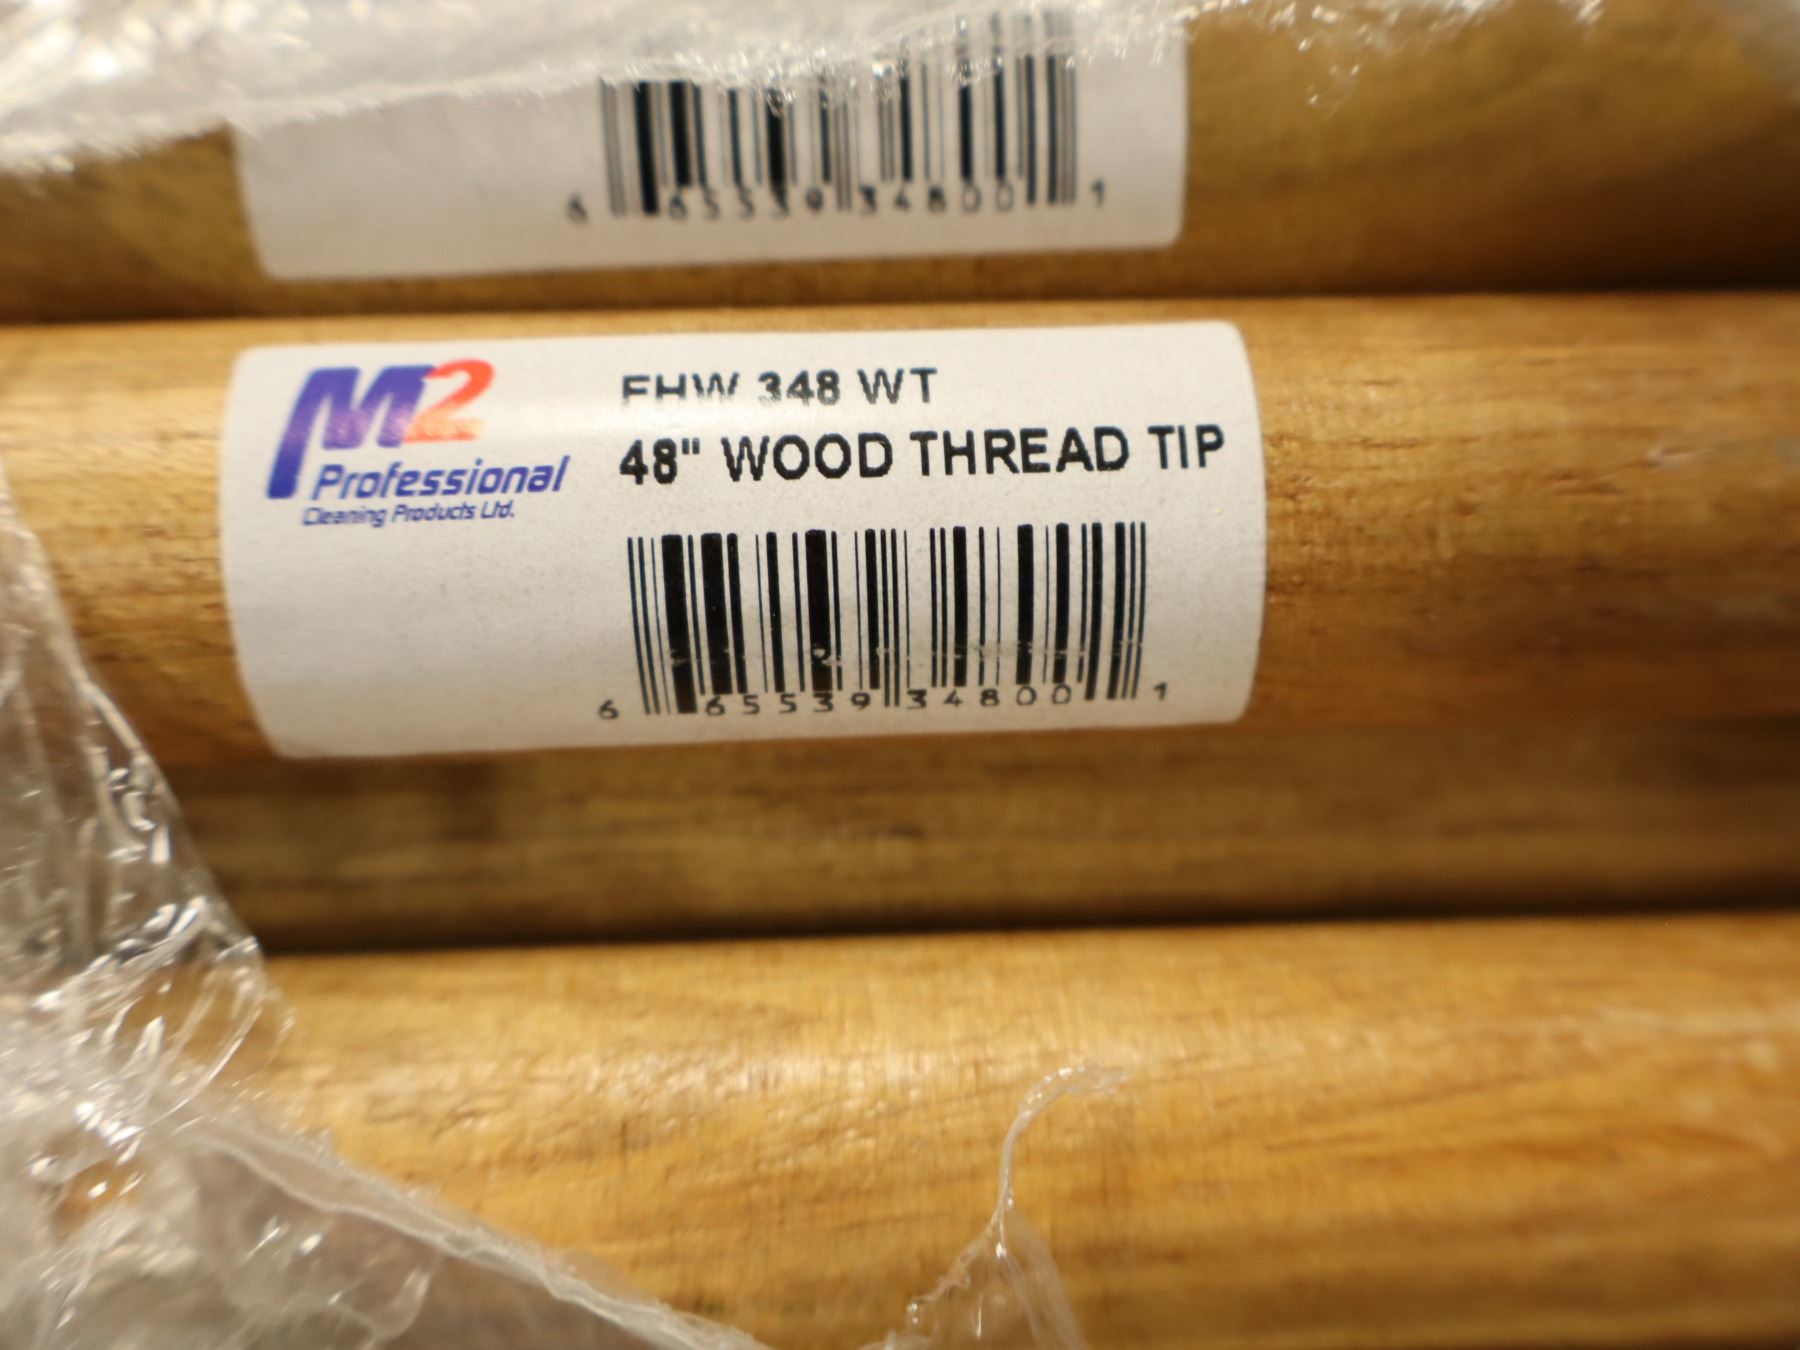 6 65539 34800 1
M2
Professional
Cleaning Products Ltd.
FHW 348 WT
48" WOOD THREAD TIP
6 65539 34800 1